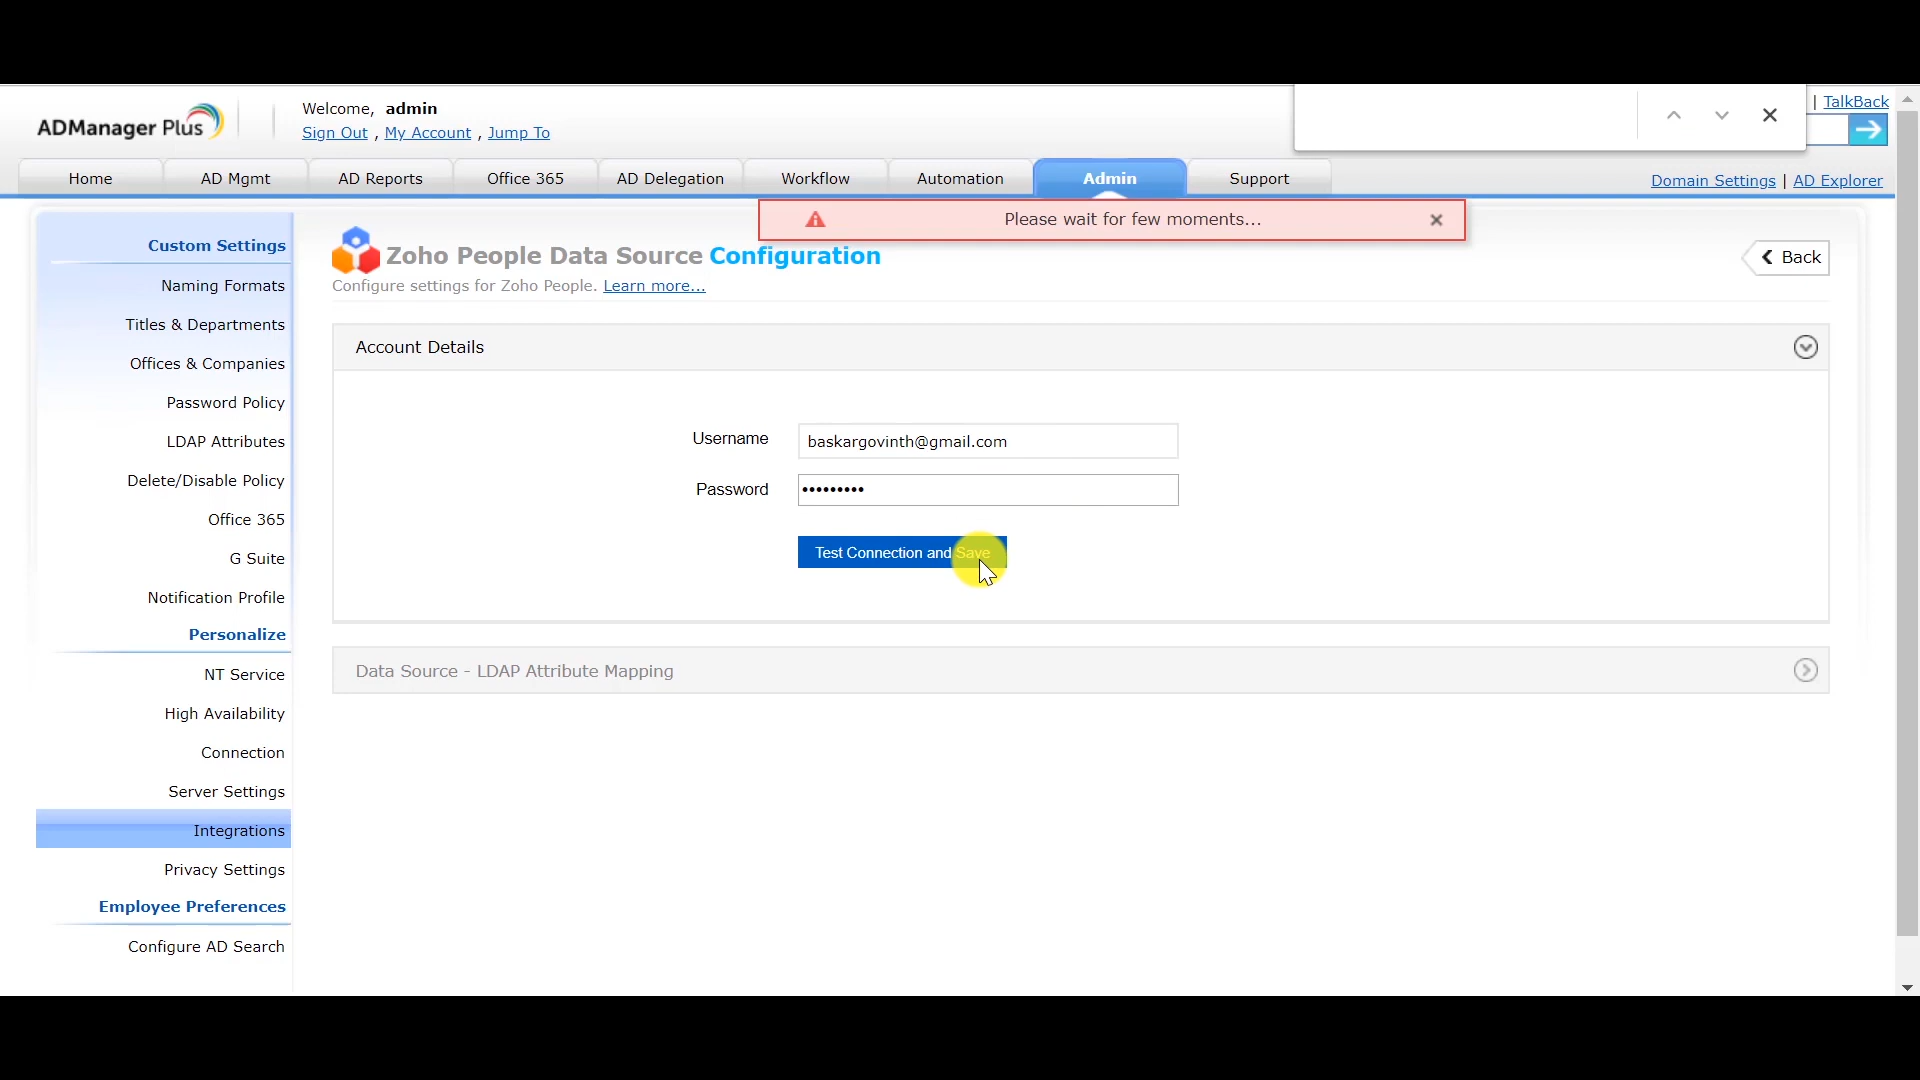 | TalkBack
ADManager Plus
Welcome, admin
Sign Out , My Account , Jump To
Home
AD Mgmt
AD Reports
Office 365
AD Delegation
Workflow
Automation
Admin
Support
Domain Settings | AD Explorer
Please wait for few moments...
Custom Settings
Naming Formats
Titles & Departments
Offices & Companies
Password Policy
LDAP Attributes
Delete/Disable Policy
Office 365
G Suite
Notification Profile
Personalize
NT Service
High Availability
Connection
Server Settings
Integrations
Privacy Settings
Employee Preferences
Configure AD Search
Zoho People Data Source Configuration
Configure settings for Zoho People. Learn more...
Back
Account Details
Username
baskargovinth@gmail.com
Password
•••••••••
Test Connection and Save
Data Source - LDAP Attribute Mapping